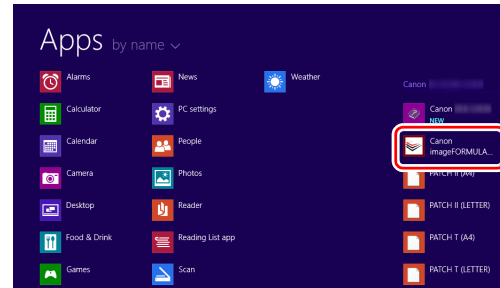 Apps by name
Alarms
Calculator
Calendar
Camera
Desktop
Food & Drink
Games
News
PC settings
People
Photos
Reader
Reading List app
Scan
Weather
Canon
Canon
NEW
Canon
imageFORMULA...
PATCH II (A4)
PATCH II (LETTER)
PATCH T (A4)
PATCH T (LETTER)